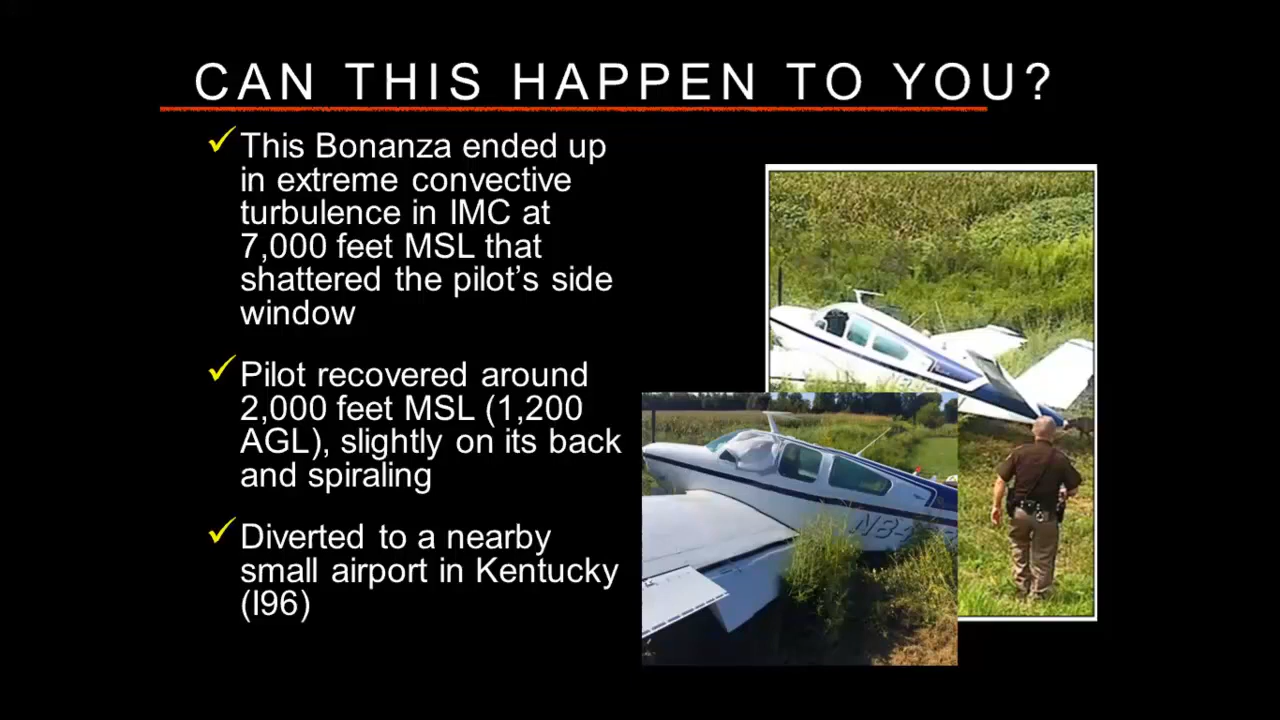 CAN THIS HAPPEN TO YOU?
This Bonanza ended up
in extreme convective
turbulence in IMC at
7,000 feet MSL that
shattered the pilot’s side
window
Pilot recovered around
2,000 feet MSL (1,200
AGL), slightly on its back
and spiraling
Diverted to a nearby
small airport in Kentucky
(I96)